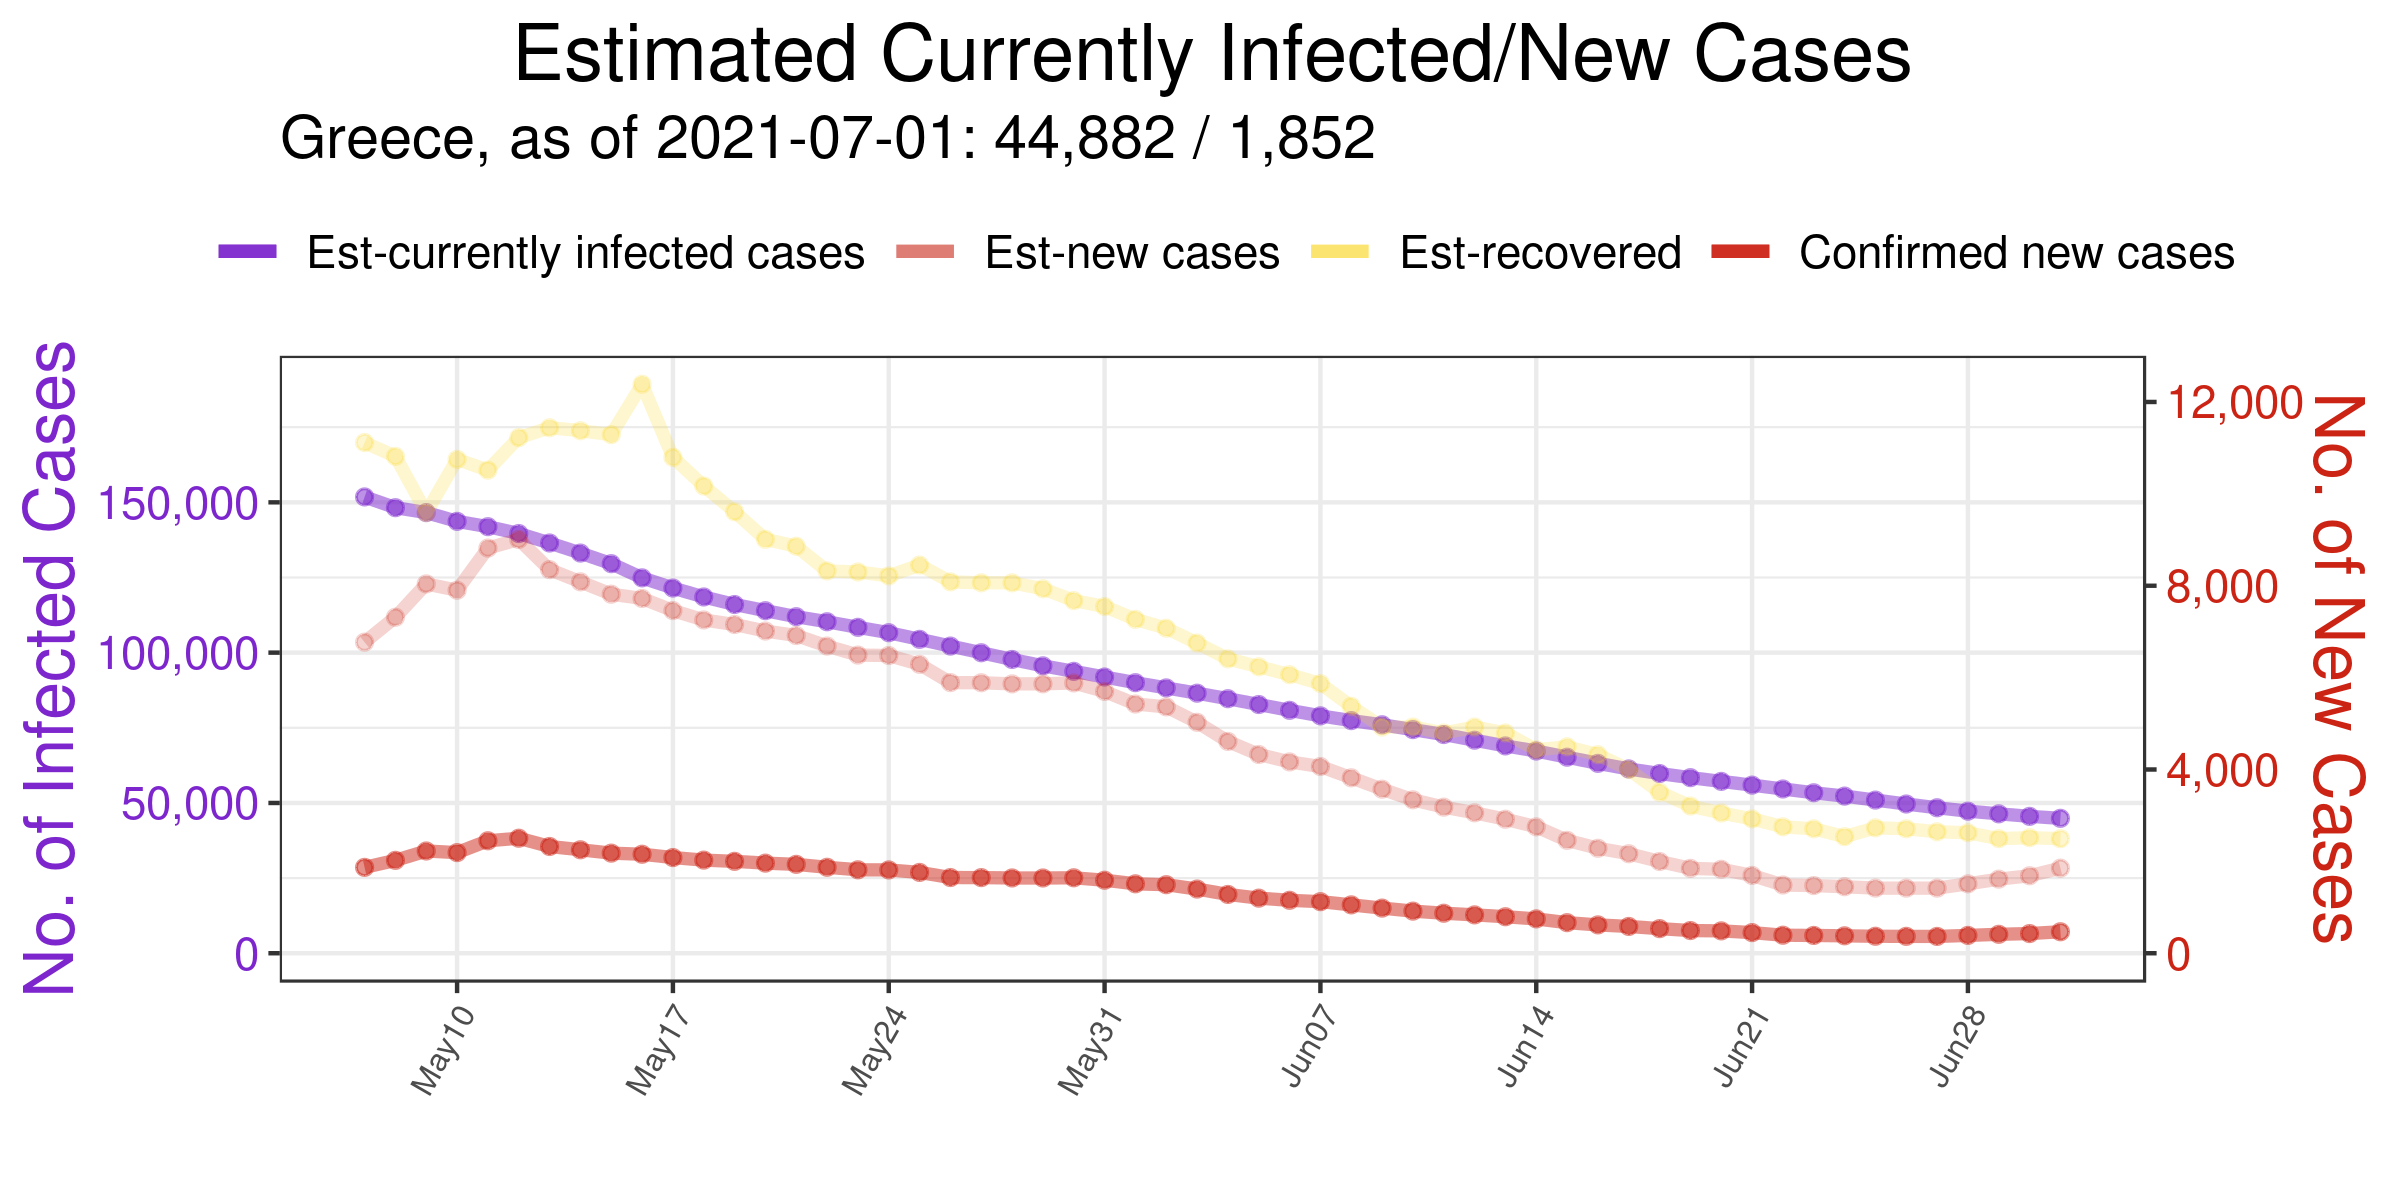 Estimated Currently Infected/New Cases
Greece, as of 2021-07-01: 44,882 / 1,852
Est-currently infected cases Est-new cases Est-recovered Confirmed new cases
No. of Infected Cases
150,000
100,000
50,000
0
12,000
8,000
4,000
0
No. of New Cases
May10 May17 May24 May31 Jun07 Jun14 Jun21 Jun28